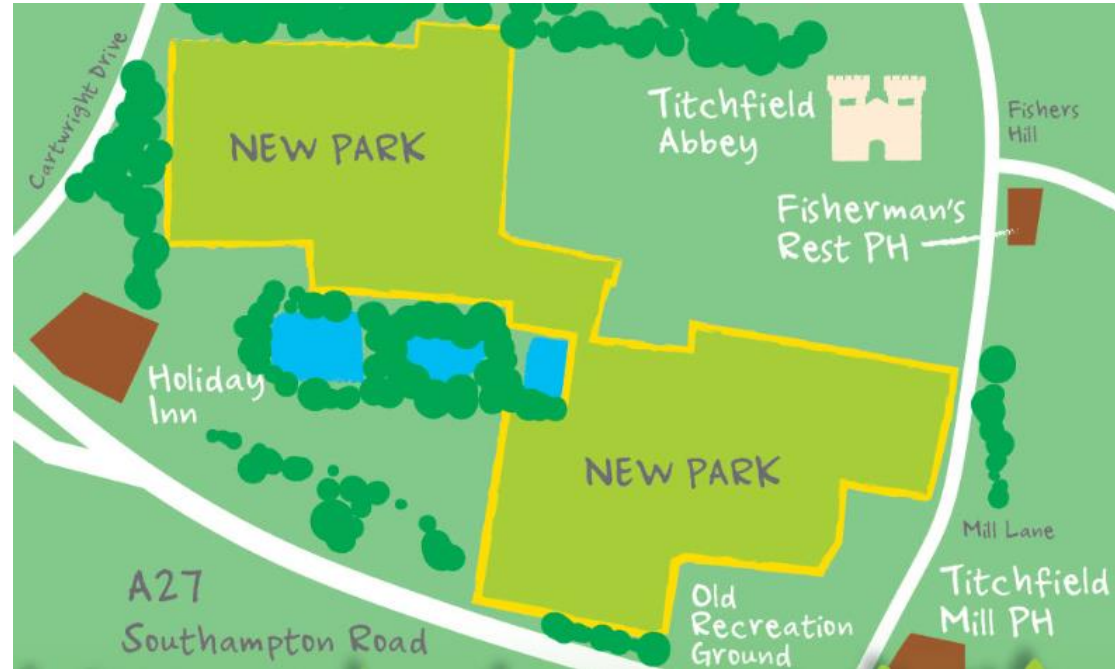 Cartwright Drive
NEW PARK
Titchfield
Abbey
Fishers
Hill
Fisherman's
Rest PH
Holiday
Inn
NEW PARK
Mill Lane
A27
Southampton Road
Old
Recreation
Ground
Titchfield
Mill PH